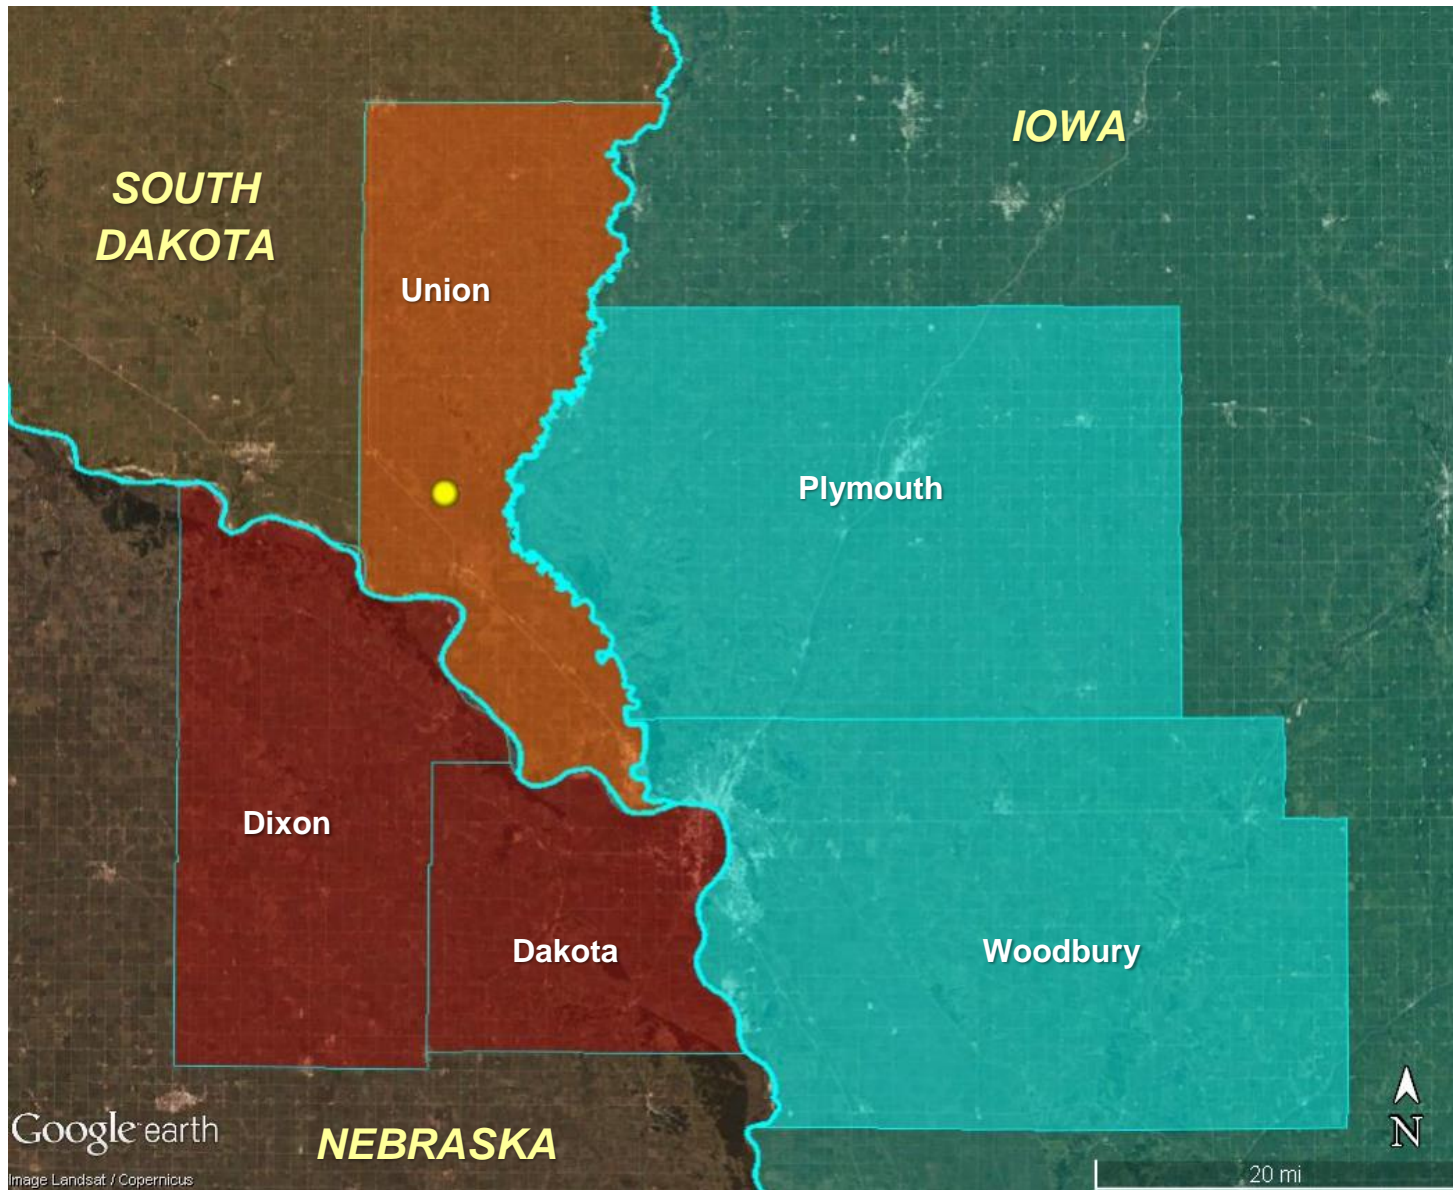 IOWA
SOUTH
DAKOTA
Union
Plymouth
Dixon
Dakota
Woodbury
N
Google earth
NEBRASKA
Image Landsat / Copernicus
20 mi